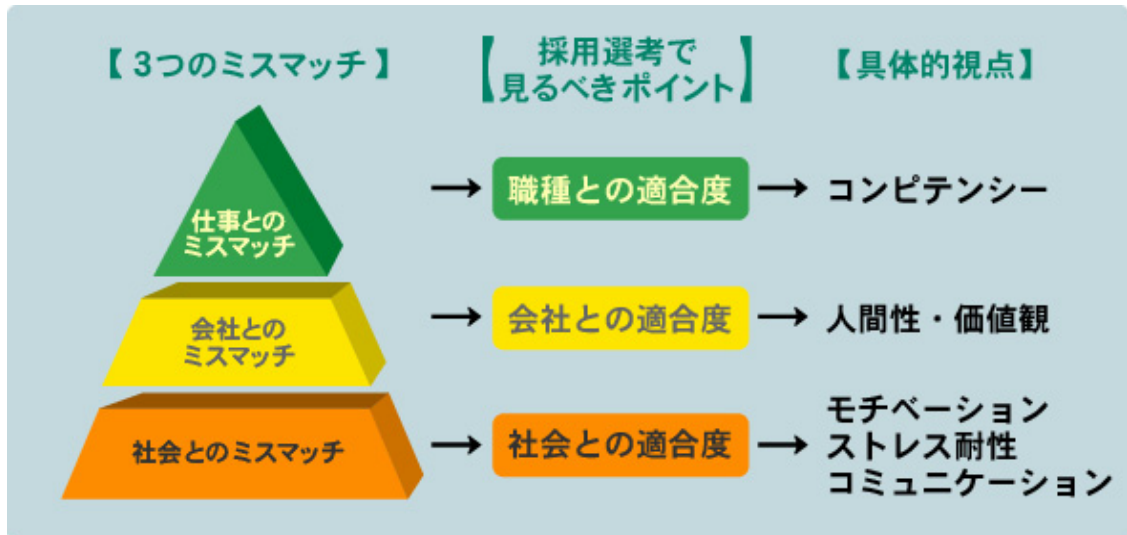 【3つのミスマッチ】
【採用選考で
見るべきポイント】
【具体的視点】
仕事との
ミスマッチ
→ 職種との適合度 → コンピテンシー
会社との
ミスマッチ
→ 会社との適合度 → 人間性・価値観
社会とのミスマッチ
→ 社会との適合度 → モチベーション
ストレス耐性
コミュニケーション